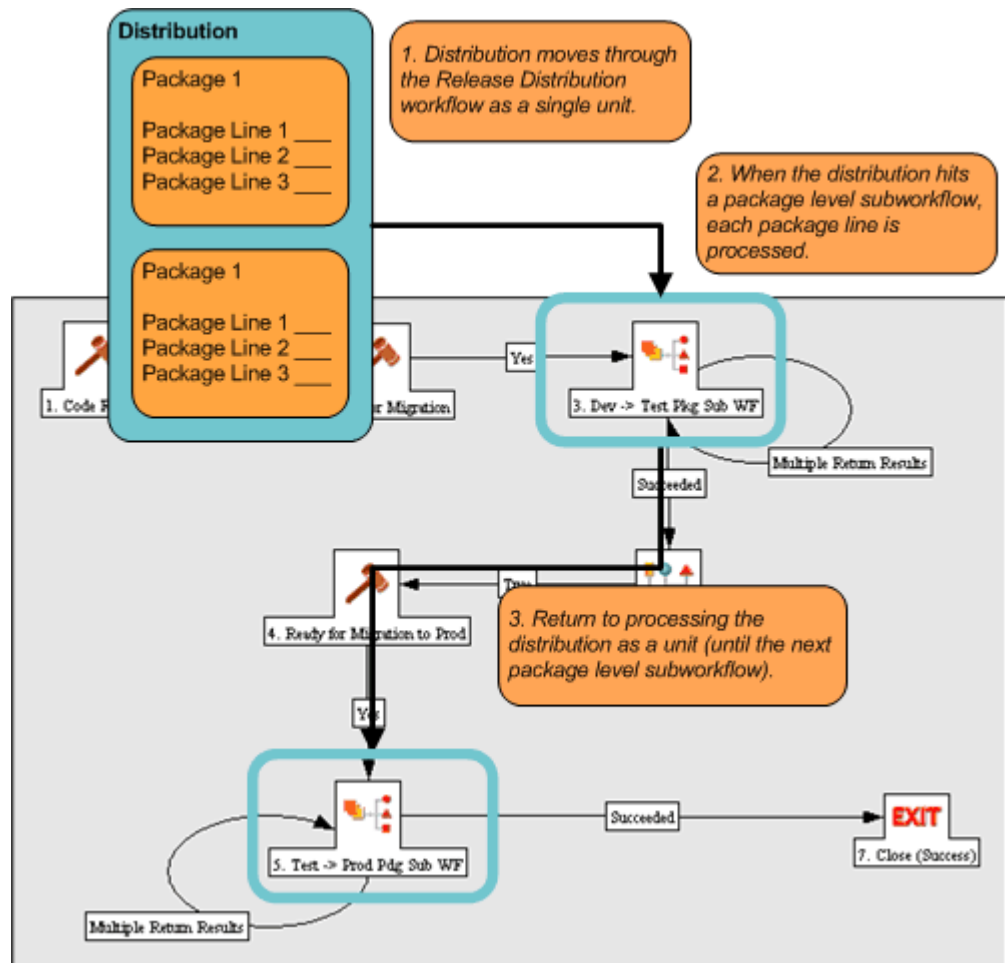 Distribution
Package 1
Package Line 1 ___
Package Line 2 ___
Package Line 3 ___
Package 1
Package Line 1 ___
Package Line 2 ___
Package Line 3 ___
1. Distribution moves through
the Release Distribution
workflow as a single unit.
2. When the distribution hits
a package level subworkflow,
each package line is
processed.
1. Code
Migration
Yes
3. Dev -> Test Pkg Sub WF
Multiple Return Results
Succeeded
4. Ready for Migration to Prod
3. Return to processing the
distribution as a unit (until the next
package level subworkflow).
Yes
5. Test -> Prod Pdg Sub WF
Multiple Return Results
Succeeded
EXIT
7. Close (Success)